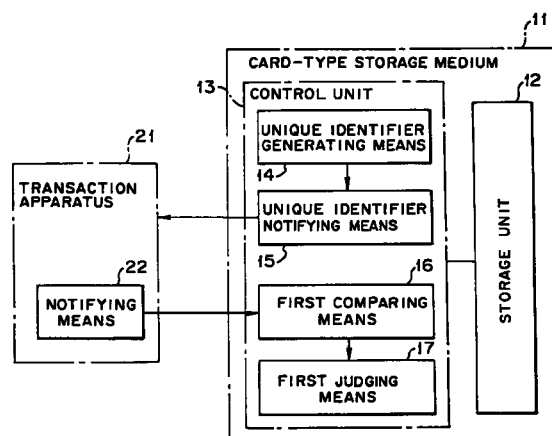 11
CARD-TYPE STORAGE MEDIUM
13
CONTROL UNIT
12
UNIQUE IDENTIFIER
GENERATING MEANS
14
21
TRANSACTION
APPARATUS
UNIQUE IDENTIFIER
NOTIFYING MEANS
15
STORAGE UNIT
22
NOTIFYING
MEANS
16
FIRST COMPARING
MEANS
17
FIRST JUDGING
MEANS